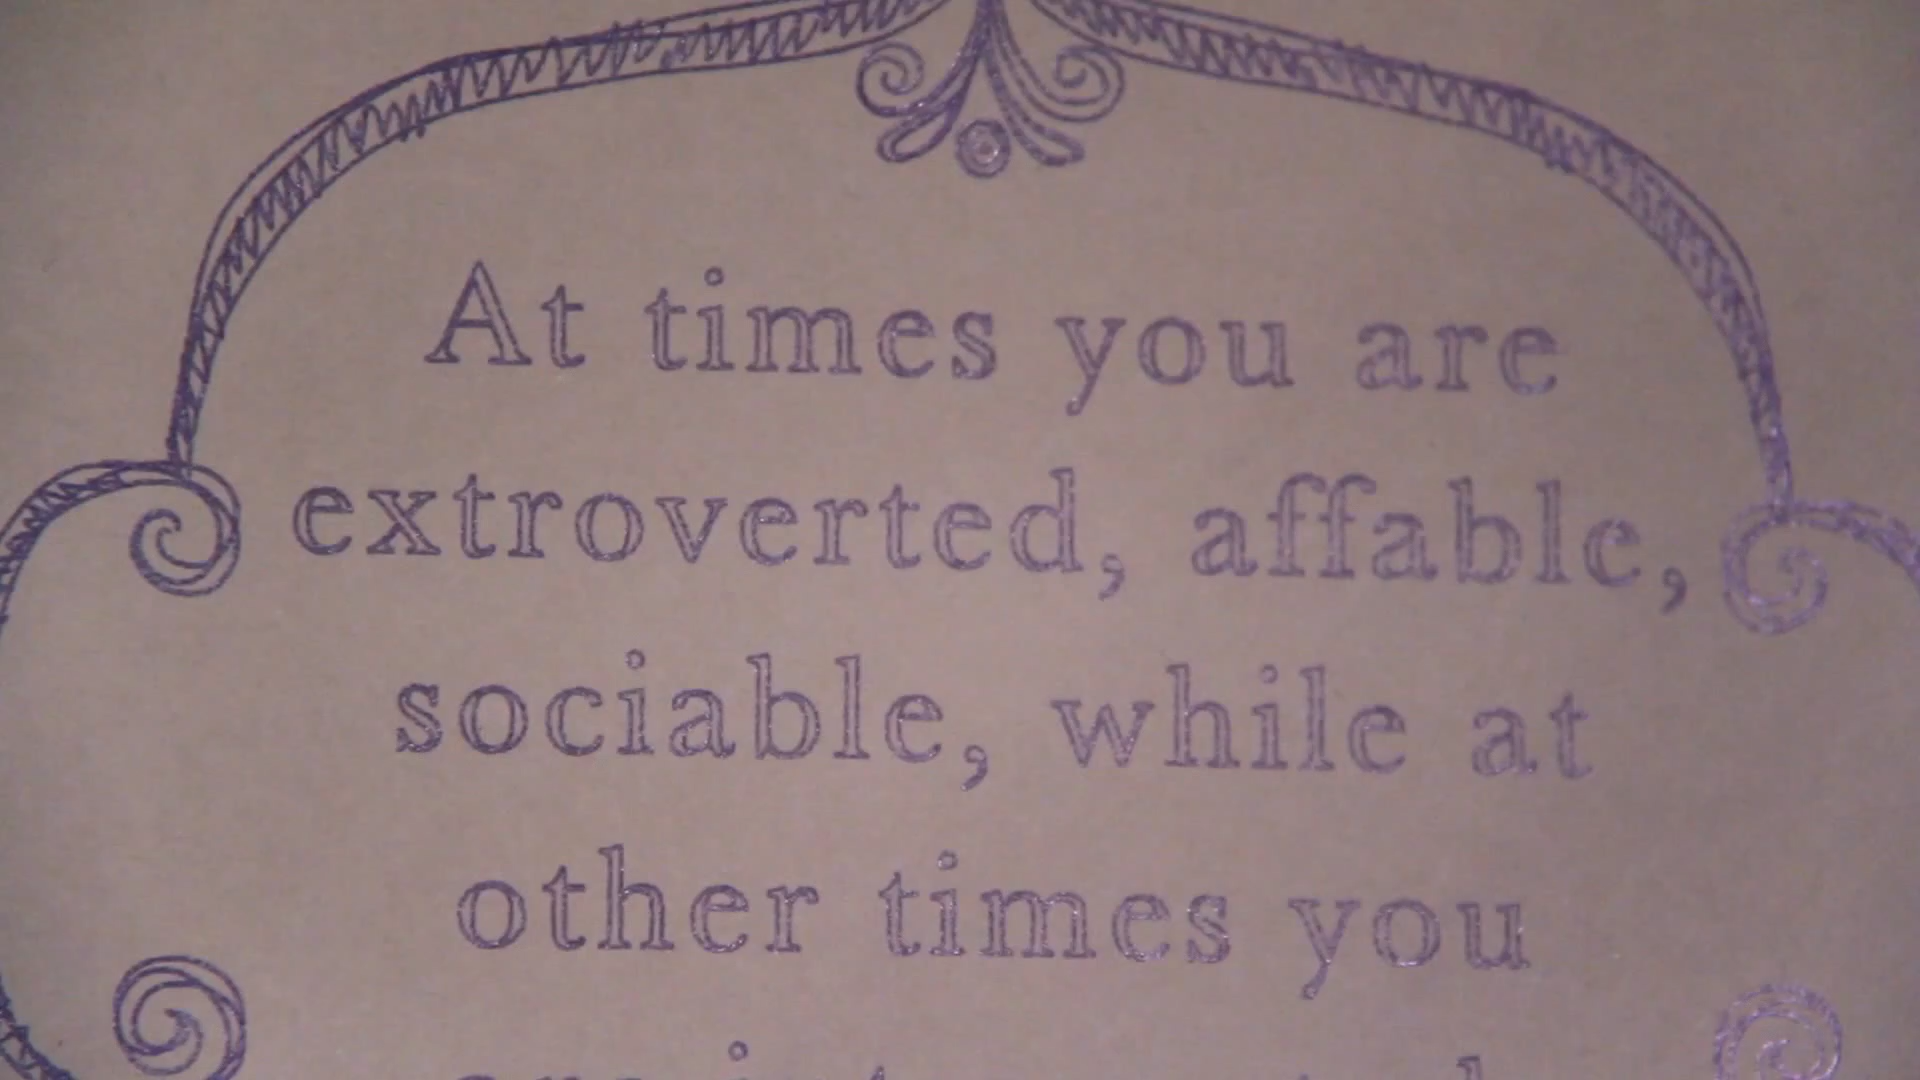 At times you are
extroverted, affable,
sociable, while at
other times you